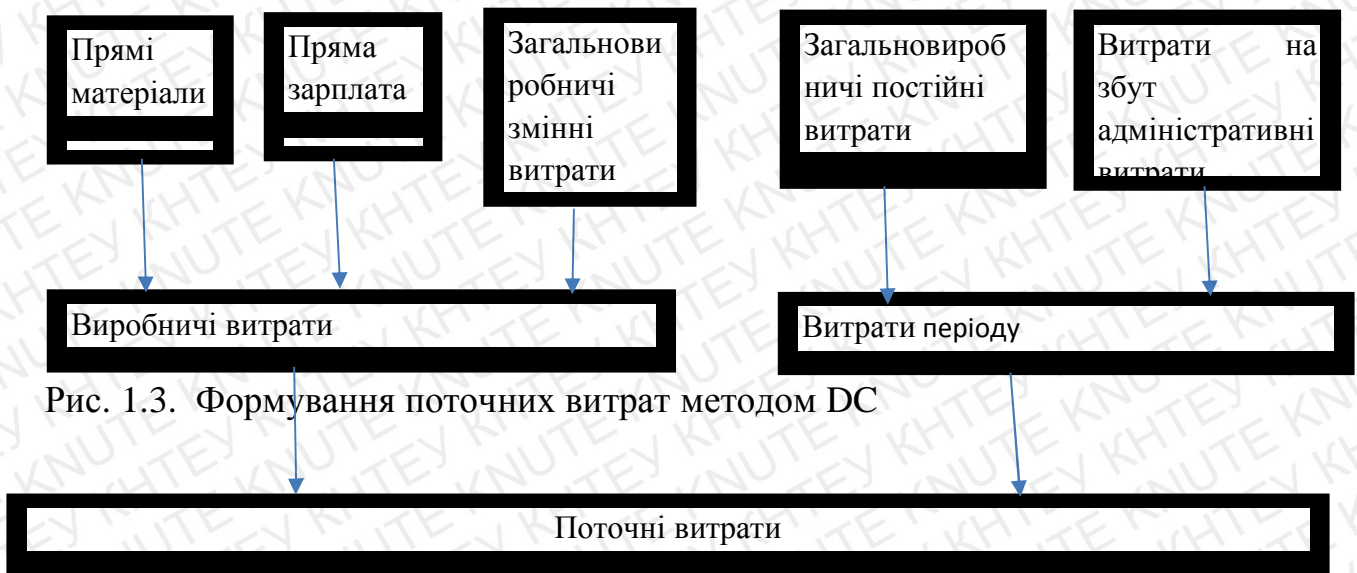 Прямі
матеріали
Пряма
зарплата
Загальнови
робничі
змінні
витрати
Загальновироб
ничі постійні
витрати
Витрати на
збут
адміністративні
витрати
Виробничі витрати
Витрати періоду
Рис. 1.3. Формування поточних витрат методом DC
Поточні витрати